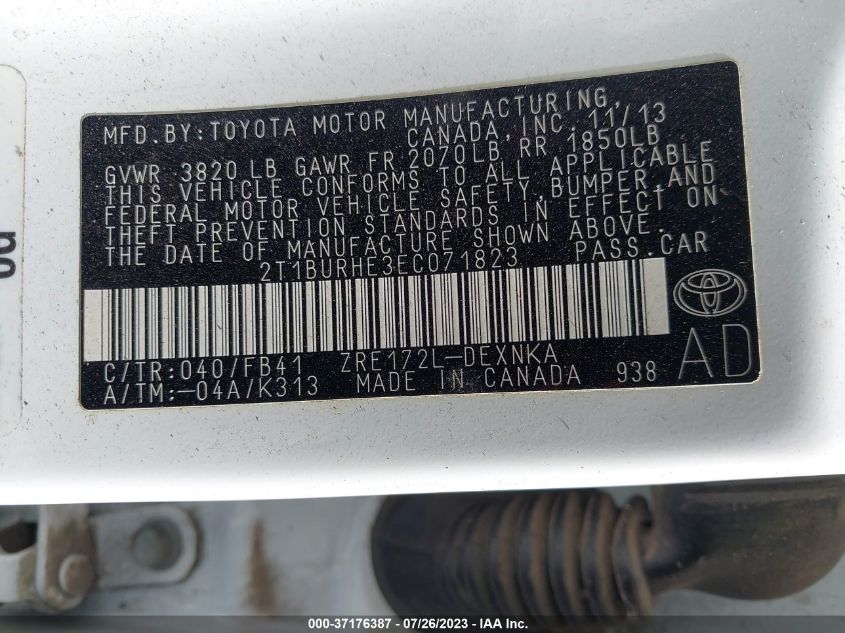 MFD. BY: TOYOTA MOTOR MANUFACTURING,
CANADA, INC. 11/13
GVWR 3820 LB GAWR FR 2070LB RR 1850LB
THIS VEHICLE CONFORMS TO ALL APPLICABLE
FEDERAL MOTOR VEHICLE SAFETY, BUMPER AND
THEFT PREVENTION STANDARDS IN EFFECT ON
THE DATE OF MANUFACTURE SHOWN ABOVE.
2T1BURHE3EC071823 PASS. CAR
C/TR: 040/FB41 ZRE172L-DEXNKA
A/TM: -04A/K313 MADE IN CANADA 938 AD
000-37176387 - 07/26/2023 - IAA Inc.